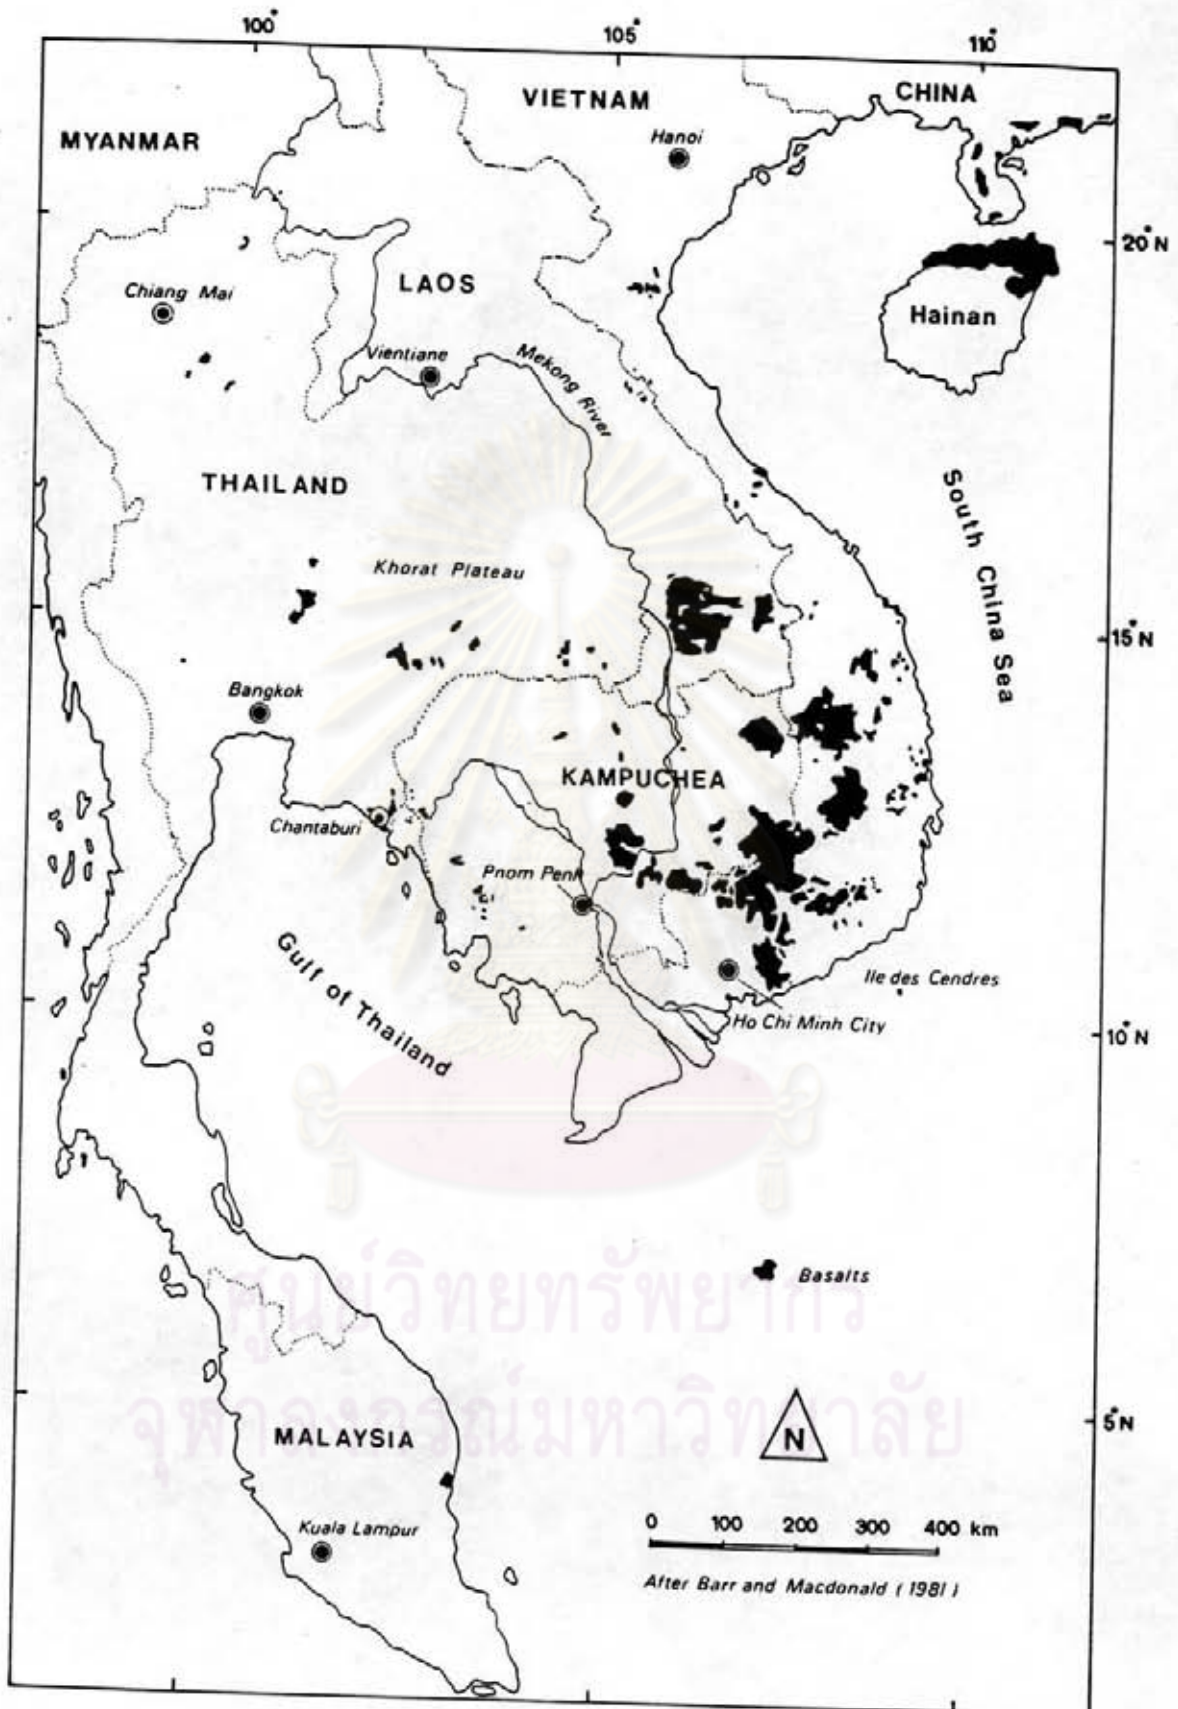 100°
105°
110°
VIETNAM
CHINA
MYANMAR
Hanoi
20°N
Chiang Mai
LAOS
Hainan
Vientiane
Mekong River
THAILAND
South China Sea
Khorat Plateau
15°N
Bangkok
KAMPUCHEA
Chantaburi
Pnom Penh
Gulf of Thailand
Ile des Cendres
Ho Chi Minh City
10°N
Basalts
ศูนย์วิทยทรัพยากร
จุฬาลงกรณ์มหาวิทยาลัย
N
5°N
MALAYSIA
0 100 200 300 400 km
Kuala Lampur
After Barr and Macdonald (1981)